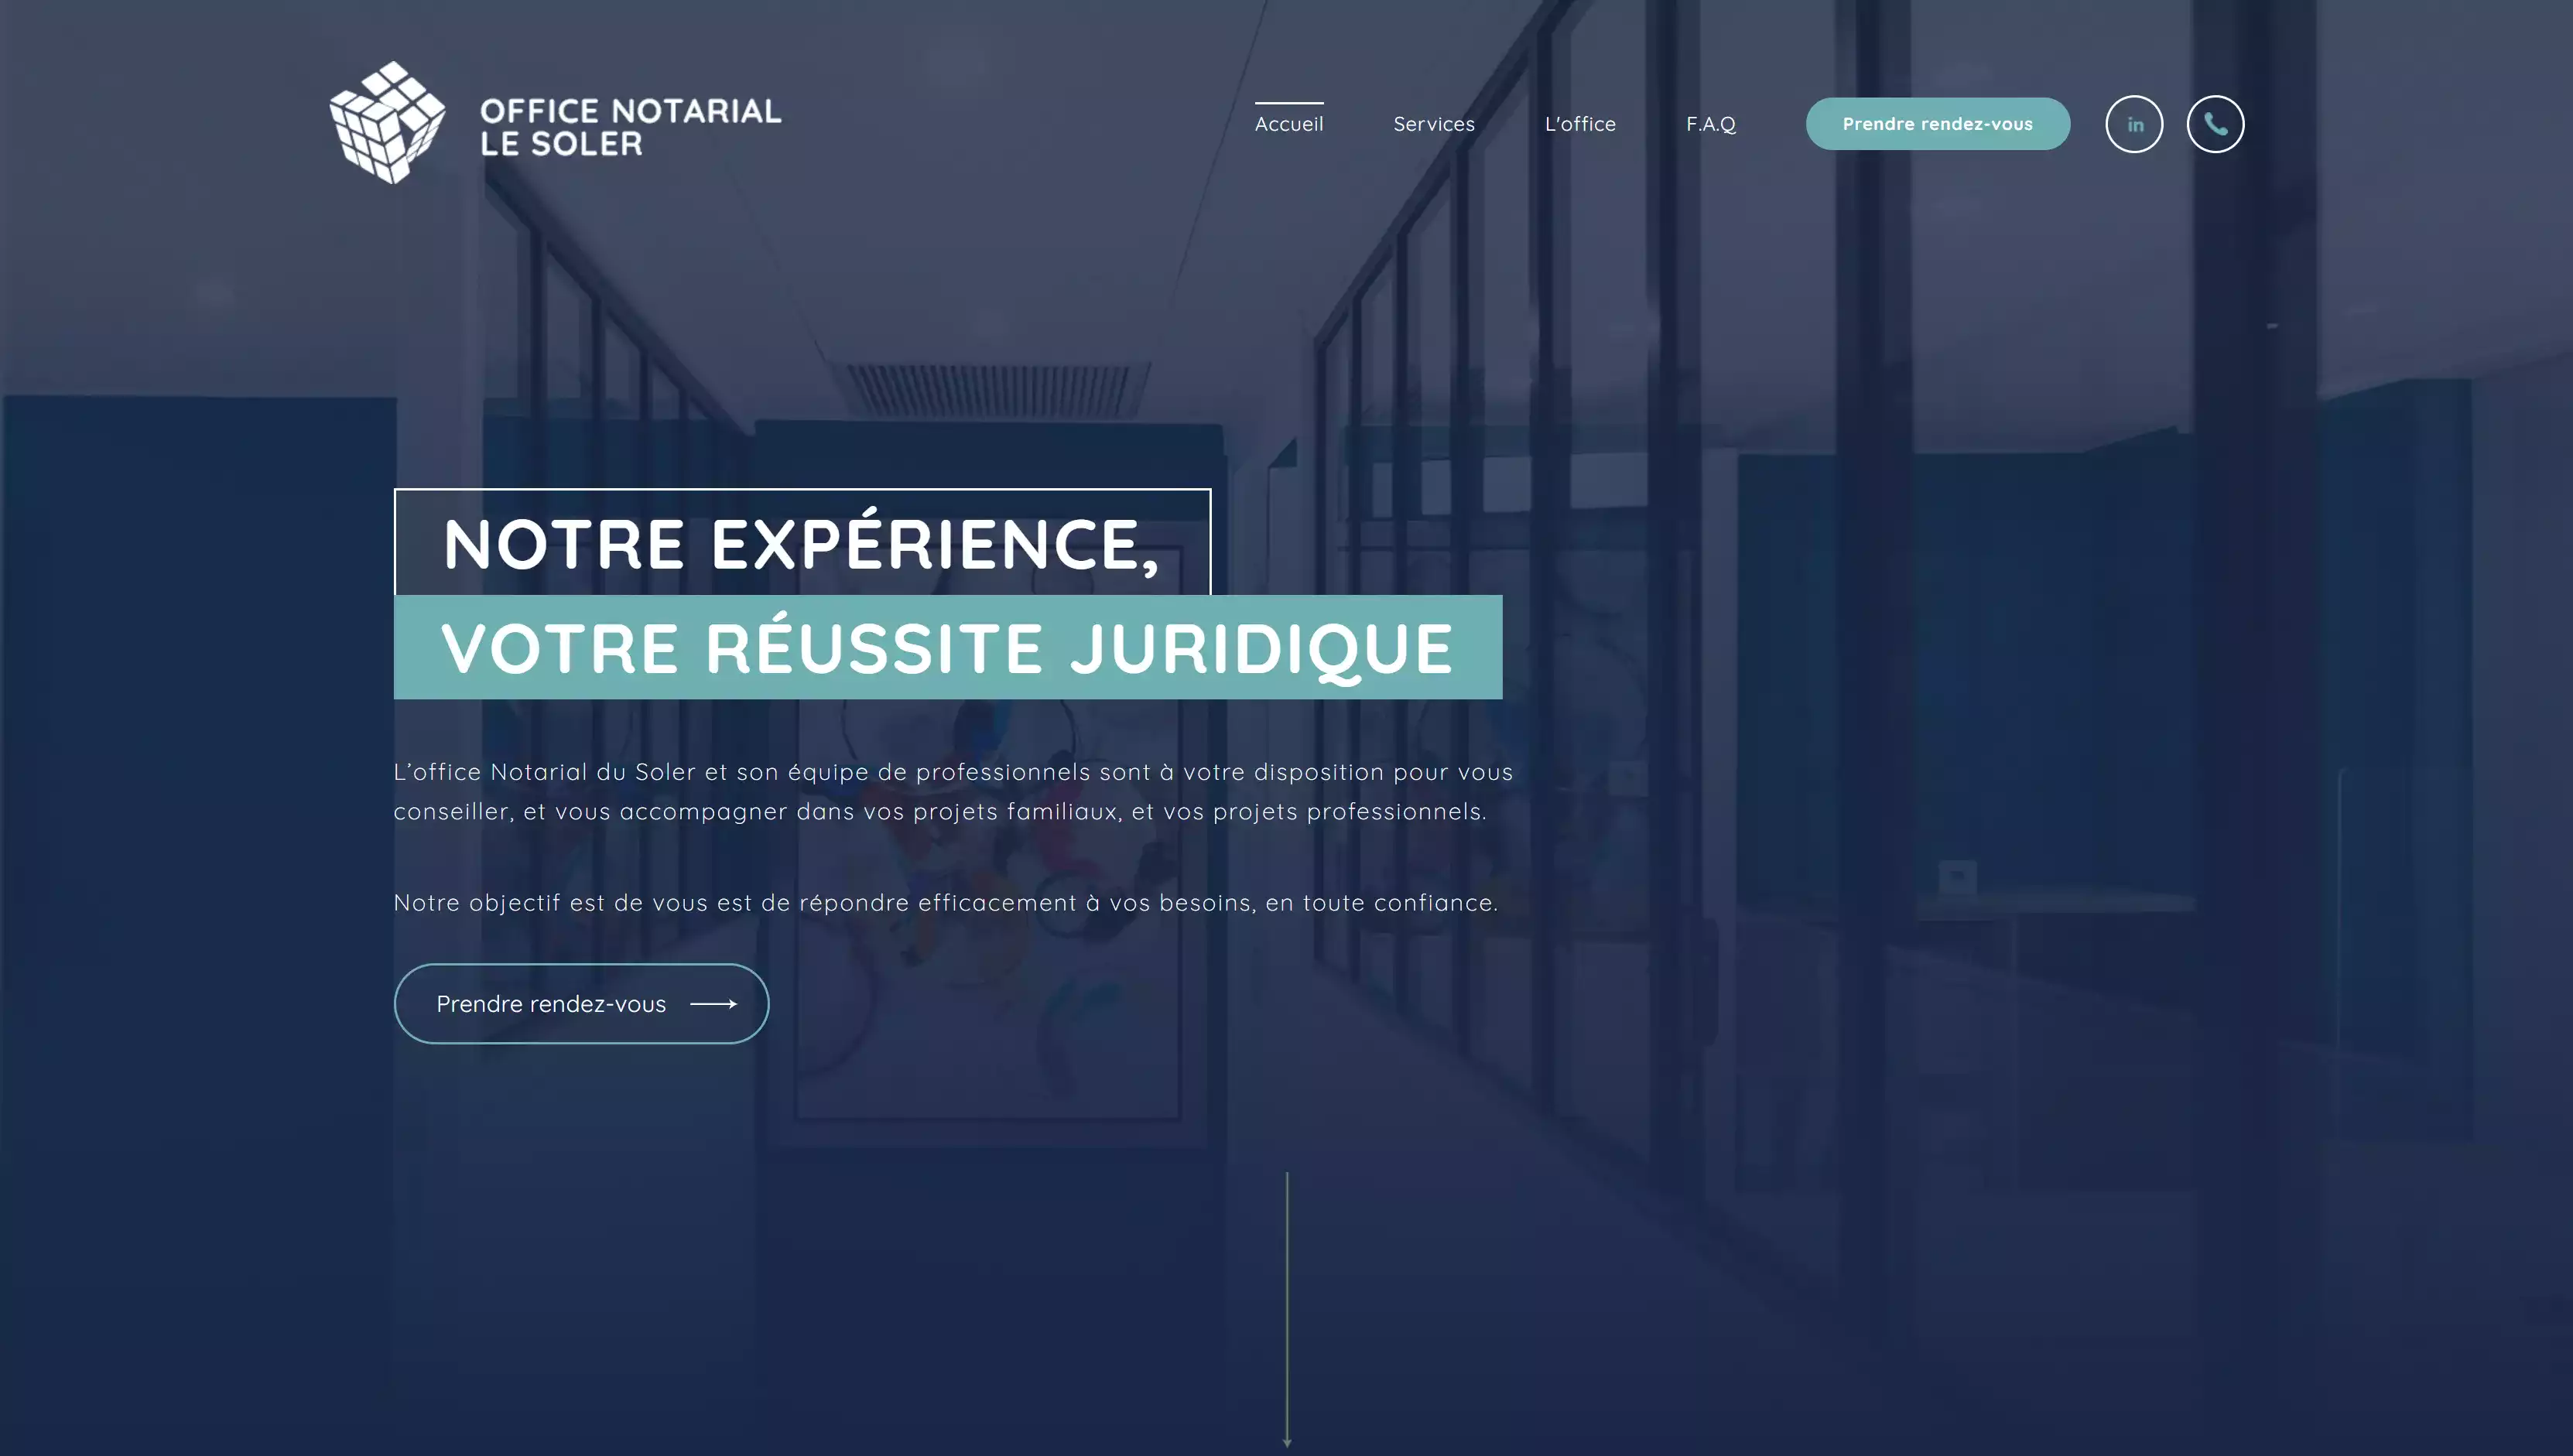 OFFICE NOTARIAL
LE SOLER
Accueil
Services
L'office
F.A.Q
Prendre rendez-vous
in
NOTRE EXPÉRIENCE,
VOTRE RÉUSSITE JURIDIQUE
L’office Notarial du Soler et son équipe de professionnels sont à votre disposition pour vous
conseiller, et vous accompagner dans vos projets familiaux, et vos projets professionnels.
Notre objectif est de vous est de répondre efficacement à vos besoins, en toute confiance.
Prendre rendez-vous